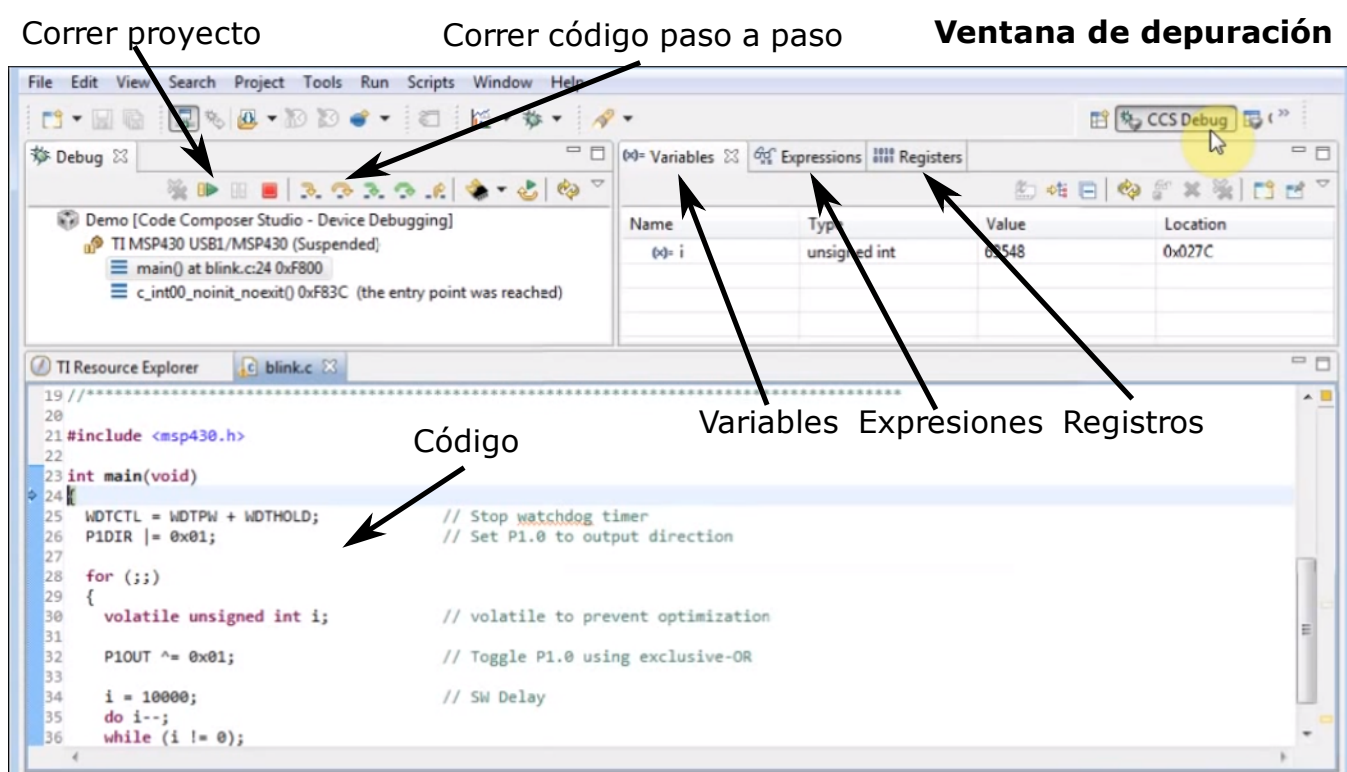 Correr proyecto
Correr código paso a paso
Ventana de depuración
File Edit View Search Project Tools Run Scripts Window Help
CCS Debug
Debug
(x)= Variables
Expressions
Registers
Demo [Code Composer Studio - Device Debugging]
TI MSP430 USB1/MSP430 (Suspended)
main() at blink.c:24 0xF800
c_int00_noinit_noexit() 0xF83C (the entry point was reached)
Name Type Value Location
(x)= i unsigned int 0x027C
TI Resource Explorer
blink.c
Variables Expresiones Registros
Código
19 //****************************************************************************************
20
21 #include <msp430.h>
22
23 int main(void)
24 {
25 WDTCTL = WDTPW + WDTHOLD; // Stop watchdog timer
26 P1DIR |= 0x01; // Set P1.0 to output direction
27
28 for (;;)
29 {
30 volatile unsigned int i; // volatile to prevent optimization
31
32 P1OUT ^= 0x01; // Toggle P1.0 using exclusive-OR
33
34 i = 10000; // SW Delay
35 do i--;
36 while (i != 0);